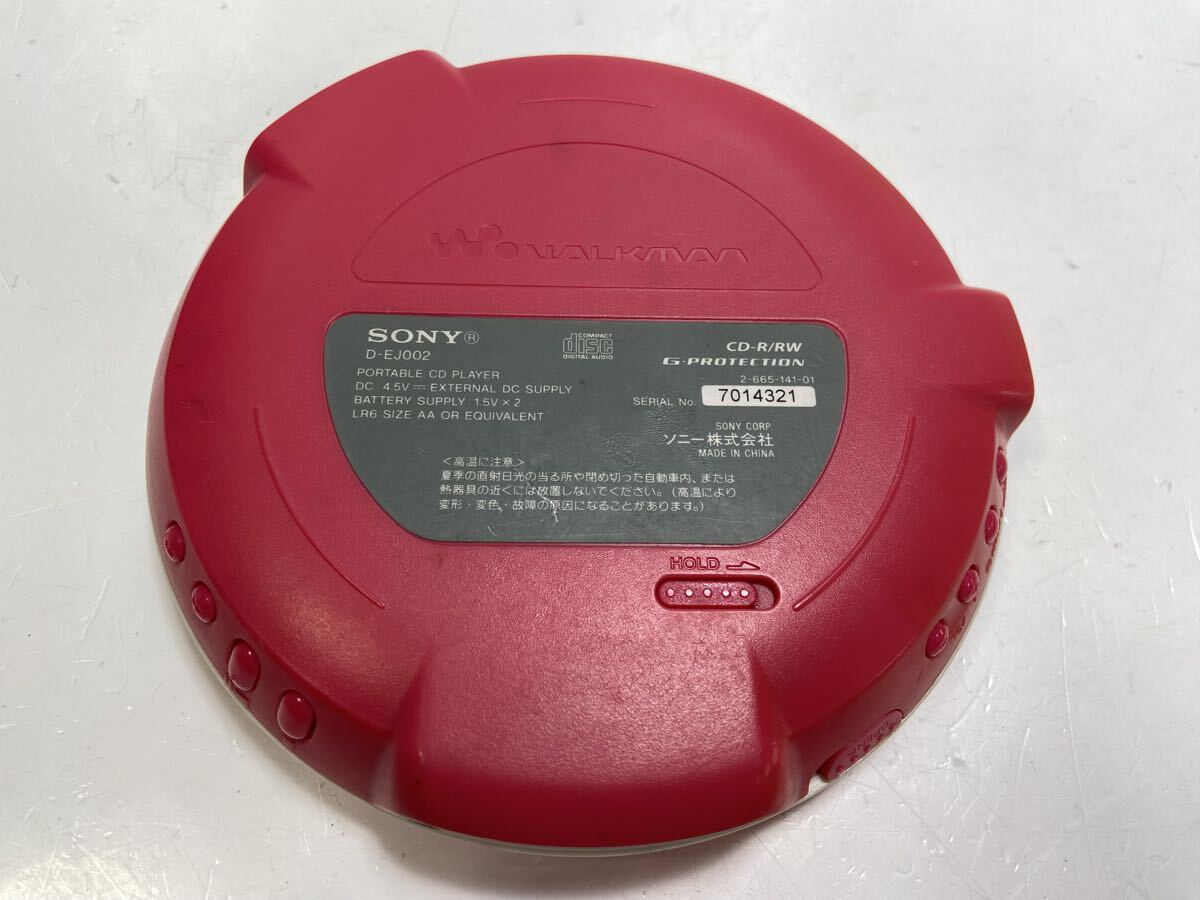 WALKMAN
SONY®
D-EJ002
PORTABLE CD PLAYER
DC 4.5V ⎓ EXTERNAL DC SUPPLY
BATTERY SUPPLY 1.5V×2
LR6 SIZE AA OR EQUIVALENT
COMPACT
disc
DIGITAL AUDIO
CD-R/RW
G-PROTECTION
2-665-141-01
SERIAL No. 7014321
SONY CORP.
ソニー株式会社
MADE IN CHINA
<高温に注意>
夏季の直射日光の当る所や閉め切った自動車内、または
熱器具の近くには放置しないでください。(高温により
変形・変色・故障の原因になることがあります。)
HOLD
OPEN